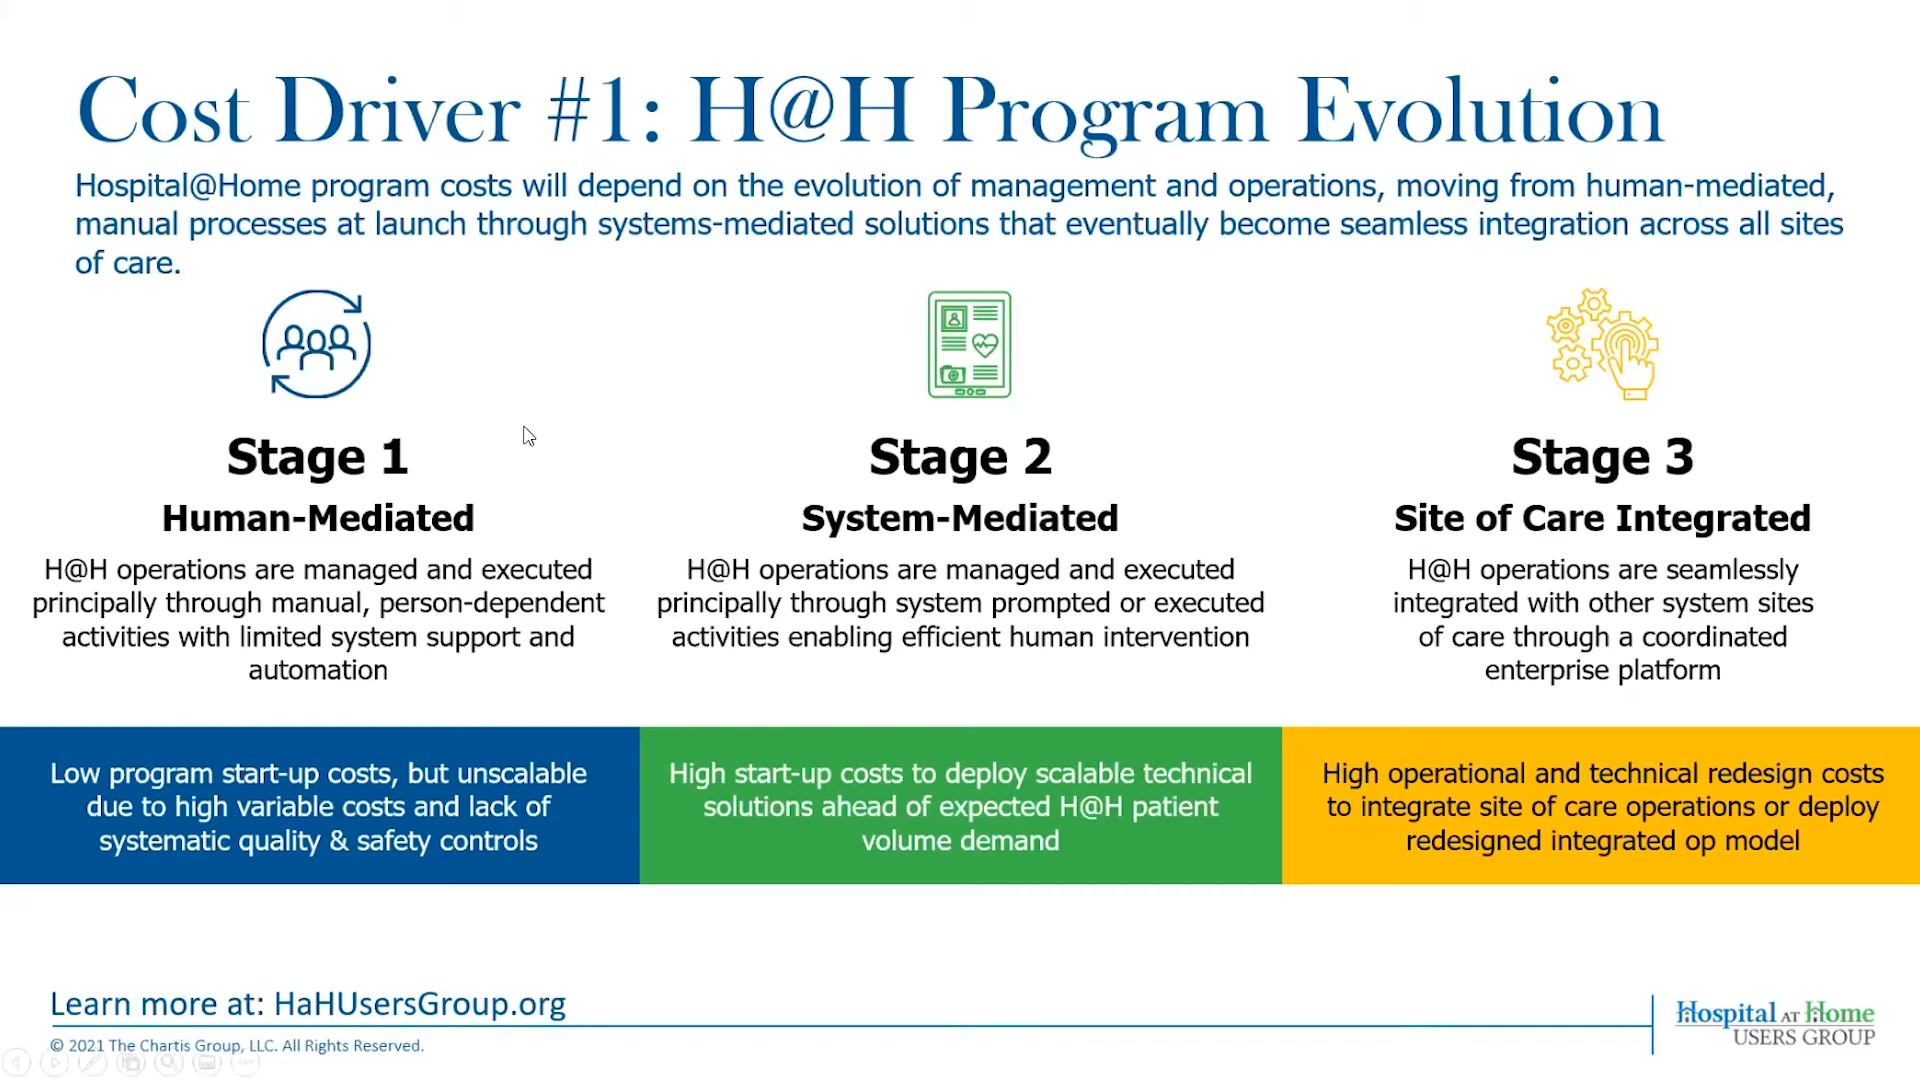 Cost Driver #1: H@H Program Evolution
Hospital@Home program costs will depend on the evolution of management and operations, moving from human-mediated,
manual processes at launch through systems-mediated solutions that eventually become seamless integration across all sites
of care.
Stage 1
Human-Mediated
H@H operations are managed and executed
principally through manual, person-dependent
activities with limited system support and
automation
Low program start-up costs, but unscalable
due to high variable costs and lack of
systematic quality & safety controls
Stage 2
System-Mediated
H@H operations are managed and executed
principally through system prompted or executed
activities enabling efficient human intervention
High start-up costs to deploy scalable technical
solutions ahead of expected H@H patient
volume demand
Stage 3
Site of Care Integrated
H@H operations are seamlessly
integrated with other system sites
of care through a coordinated
enterprise platform
High operational and technical redesign costs
to integrate site of care operations or deploy
redesigned integrated op model
Learn more at: HaHUsersGroup.org
© 2021 The Chartis Group, LLC. All Rights Reserved.
Hospital AT Home
USERS GROUP